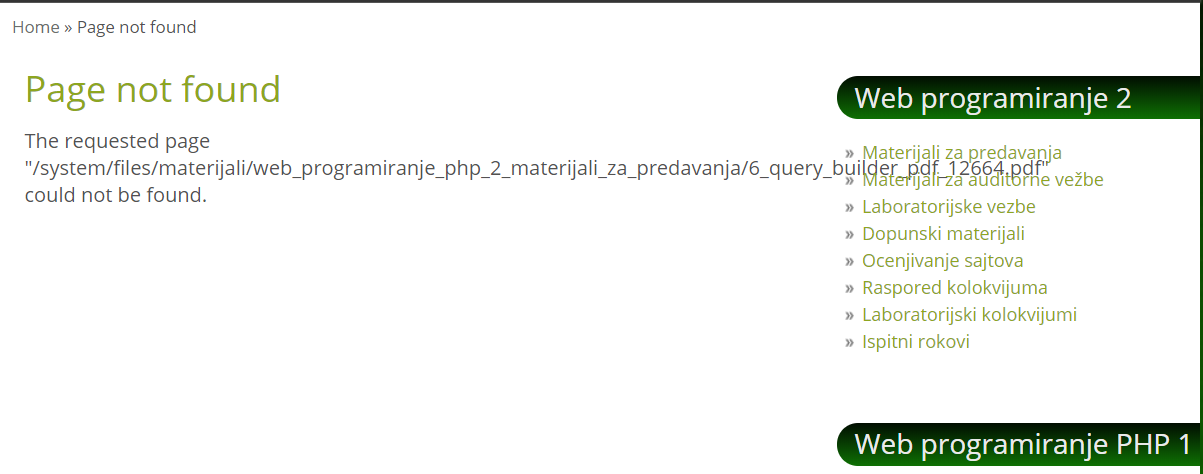 Home » Page not found
Page not found
The requested page
"/system/files/materijali/web_programiranje_php_2_materijali_za_predavanja/6_query_builder_pdf_12664.pdf"
could not be found.
Web programiranje 2
» Materijali za predavanja
» Materijali za auditorne vežbe
» Laboratorijske vezbe
» Dopunski materijali
» Ocenjivanje sajtova
» Raspored kolokvijuma
» Laboratorijski kolokvijumi
» Ispitni rokovi
Web programiranje PHP 1